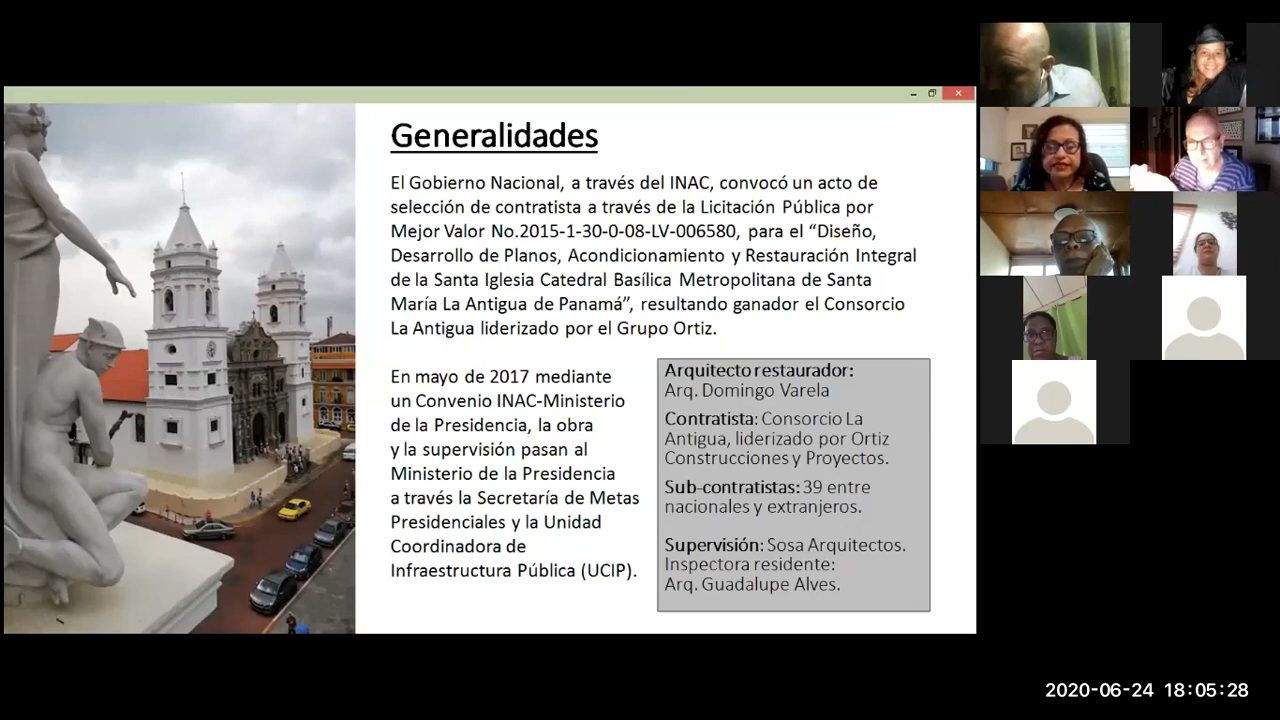 Generalidades
El Gobierno Nacional, a través del INAC, convocó un acto de
selección de contratista a través de la Licitación Pública por
Mejor Valor No.2015-1-30-0-08-LV-006580, para el “Diseño,
Desarrollo de Planos, Acondicionamiento y Restauración Integral
de la Santa Iglesia Catedral Basílica Metropolitana de Santa
María La Antigua de Panamá”, resultando ganador el Consorcio
La Antigua liderizado por el Grupo Ortiz.
En mayo de 2017 mediante
un Convenio INAC-Ministerio
de la Presidencia, la obra
y la supervisión pasan al
Ministerio de la Presidencia
a través la Secretaría de Metas
Presidenciales y la Unidad
Coordinadora de
Infraestructura Pública (UCIP).
Arquitecto restaurador:
Arq. Domingo Varela
Contratista: Consorcio La
Antigua, liderizado por Ortiz
Construcciones y Proyectos.
Sub-contratistas: 39 entre
nacionales y extranjeros.
Supervisión: Sosa Arquitectos.
Inspectora residente:
Arq. Guadalupe Alves.
2020-06-24 18:05:28